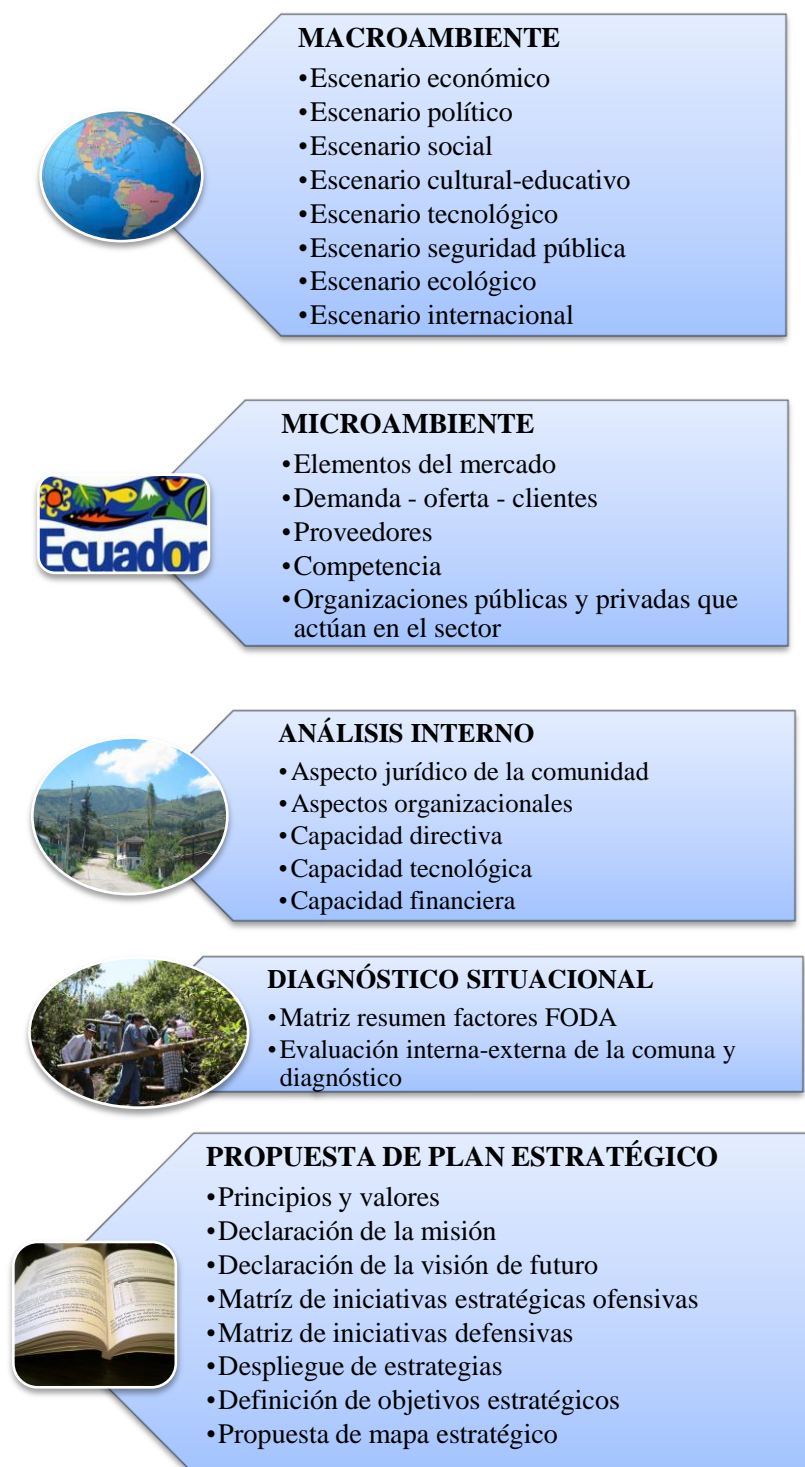 MACROAMBIENTE
•Escenario económico
•Escenario político
•Escenario social
•Escenario cultural-educativo
•Escenario tecnológico
•Escenario seguridad pública
•Escenario ecológico
•Escenario internacional
MICROAMBIENTE
•Elementos del mercado
•Demanda - oferta - clientes
•Proveedores
•Competencia
•Organizaciones públicas y privadas que
actúan en el sector
Ecuador
ANÁLISIS INTERNO
•Aspecto jurídico de la comunidad
•Aspectos organizacionales
•Capacidad directiva
•Capacidad tecnológica
•Capacidad financiera
DIAGNÓSTICO SITUACIONAL
•Matriz resumen factores FODA
•Evaluación interna-externa de la comuna y
diagnóstico
PROPUESTA DE PLAN ESTRATÉGICO
•Principios y valores
•Declaración de la misión
•Declaración de la visión de futuro
•Matríz de iniciativas estratégicas ofensivas
•Matriz de iniciativas defensivas
•Despliegue de estrategias
•Definición de objetivos estratégicos
•Propuesta de mapa estratégico